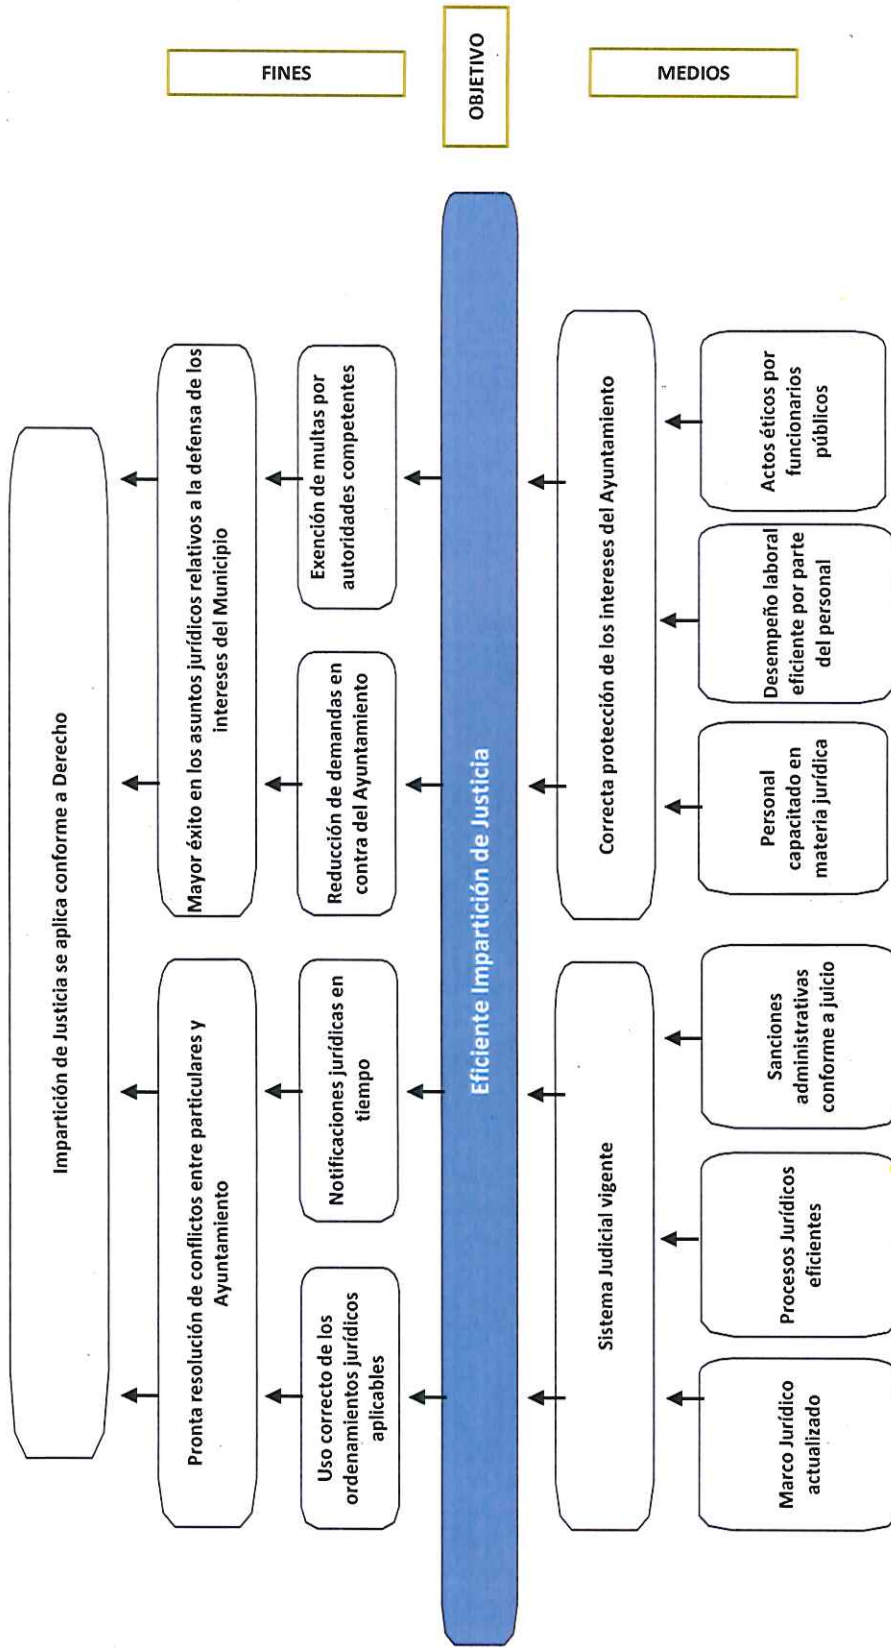 Impartición de Justicia se aplica conforme a Derecho
FINES
Pronta resolución de conflictos entre particulares y
Ayuntamiento
Mayor éxito en los asuntos jurídicos relativos a la defensa de los
intereses del Municipio
Uso correcto de los
ordenamientos jurídicos
aplicables
Notificaciones jurídicas en
tiempo
Reducción de demandas en
contra del Ayuntamiento
Exención de multas por
autoridades competentes
Eficiente Impartición de Justicia
OBJETIVO
Sistema Judicial vigente
Correcta protección de los intereses del Ayuntamiento
MEDIOS
Marco Jurídico
actualizado
Procesos Jurídicos
eficientes
Sanciones
administrativas
conforme a juicio
Personal
capacitado en
materia jurídica
Desempeño laboral
eficiente por parte
del personal
Actos éticos por
funcionarios
públicos